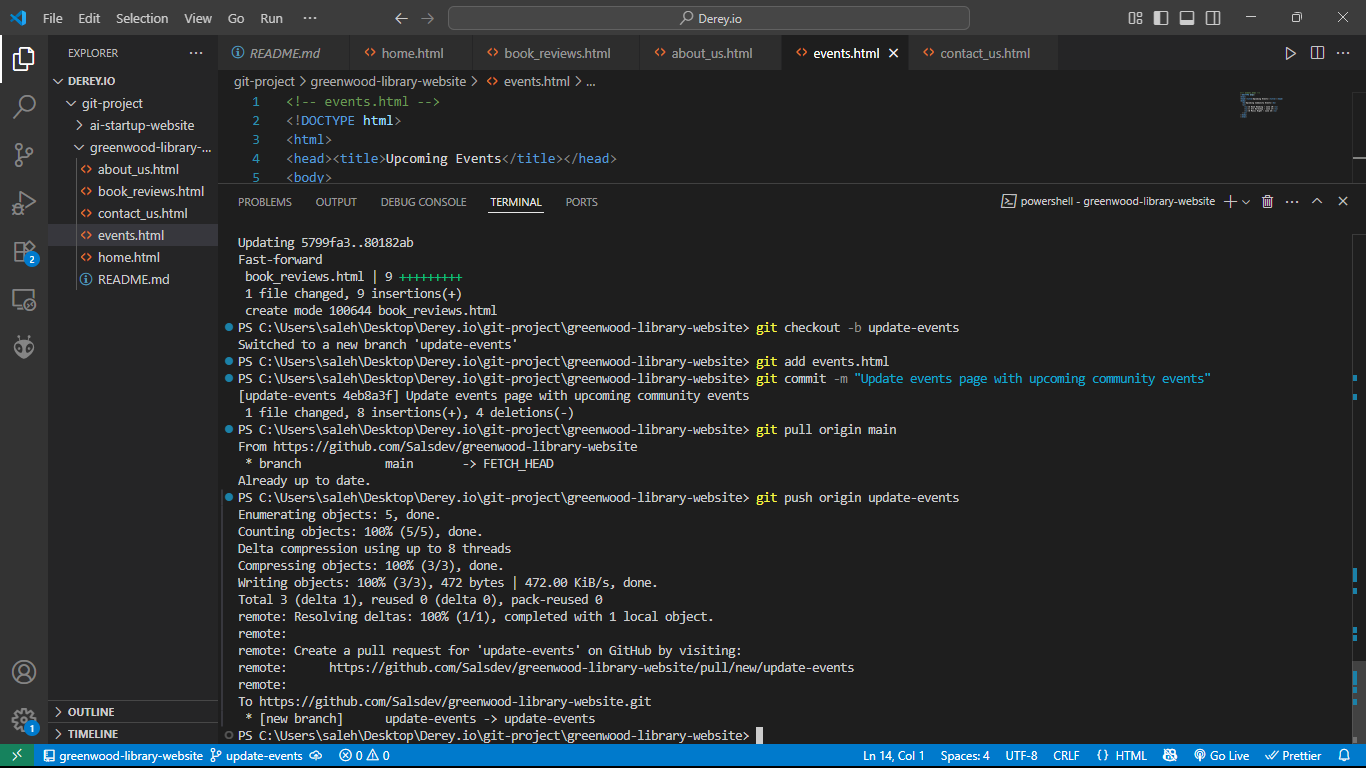 File Edit Selection View Go Run ··· Derey.io
EXPLORER ···
README.md home.html book_reviews.html about_us.html events.html contact_us.html
DEREY.IO
git-project
ai-startup-website
greenwood-library-...
about_us.html
book_reviews.html
contact_us.html
events.html
home.html
README.md
OUTLINE
TIMELINE
2
1
git-project > greenwood-library-website > events.html > ...
1 <!-- events.html -->
2 <!DOCTYPE html>
3 <html>
4 <head><title>Upcoming Events</title></head>
5 <body>
PROBLEMS OUTPUT DEBUG CONSOLE TERMINAL PORTS powershell - greenwood-library-website
Updating 5799fa3..80182ab
Fast-forward
book_reviews.html | 9 +++++++++
1 file changed, 9 insertions(+)
create mode 100644 book_reviews.html
PS C:\Users\saleh\Desktop\Derey.io\git-project\greenwood-library-website> git checkout -b update-events
Switched to a new branch 'update-events'
PS C:\Users\saleh\Desktop\Derey.io\git-project\greenwood-library-website> git add events.html
PS C:\Users\saleh\Desktop\Derey.io\git-project\greenwood-library-website> git commit -m "Update events page with upcoming community events"
[update-events 4eb8a3f] Update events page with upcoming community events
1 file changed, 8 insertions(+), 4 deletions(-)
PS C:\Users\saleh\Desktop\Derey.io\git-project\greenwood-library-website> git pull origin main
From https://github.com/Salsdev/greenwood-library-website
* branch main -> FETCH_HEAD
Already up to date.
PS C:\Users\saleh\Desktop\Derey.io\git-project\greenwood-library-website> git push origin update-events
Enumerating objects: 5, done.
Counting objects: 100% (5/5), done.
Delta compression using up to 8 threads
Compressing objects: 100% (3/3), done.
Writing objects: 100% (3/3), 472 bytes | 472.00 KiB/s, done.
Total 3 (delta 1), reused 0 (delta 0), pack-reused 0
remote: Resolving deltas: 100% (1/1), completed with 1 local object.
remote:
remote: Create a pull request for 'update-events' on GitHub by visiting:
remote: https://github.com/Salsdev/greenwood-library-website/pull/new/update-events
remote:
To https://github.com/Salsdev/greenwood-library-website.git
* [new branch] update-events -> update-events
PS C:\Users\saleh\Desktop\Derey.io\git-project\greenwood-library-website>
greenwood-library-website update-events 0 0 Ln 14, Col 1 Spaces: 4 UTF-8 CRLF {} HTML Go Live Prettier